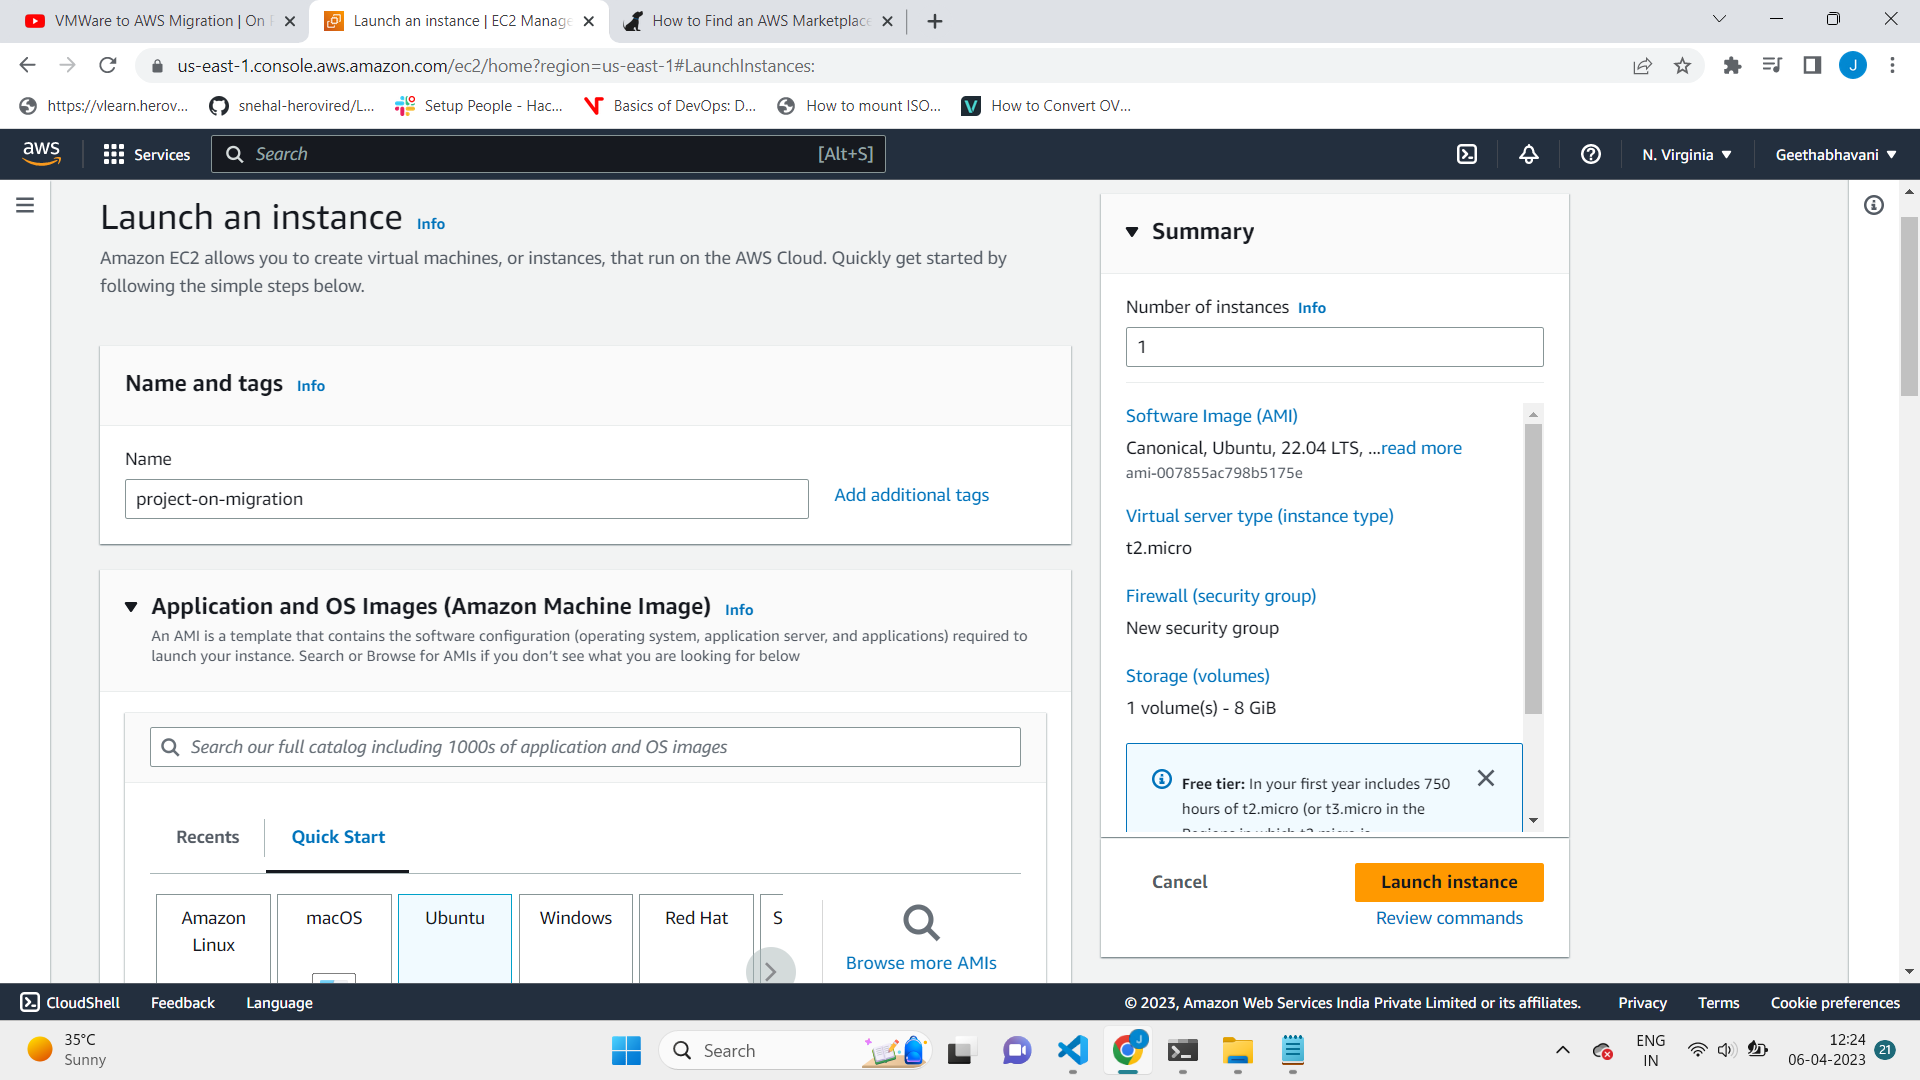 VMWare to AWS Migration | On
Launch an instance | EC2 Manage
How to Find an AWS Marketplace
us-east-1.console.aws.amazon.com/ec2/home?region=us-east-1#LaunchInstances:
J
https://vlearn.herov...
snehal-herovired/L...
Setup People - Hac...
Basics of DevOps: D...
How to mount ISO...
How to Convert OV...
aws
Services
Search
[Alt+S]
N. Virginia
Geethabhavani
Launch an instance Info
Amazon EC2 allows you to create virtual machines, or instances, that run on the AWS Cloud. Quickly get started by
following the simple steps below.
Name and tags Info
Name
project-on-migration
Add additional tags
Application and OS Images (Amazon Machine Image) Info
An AMI is a template that contains the software configuration (operating system, application server, and applications) required to
launch your instance. Search or Browse for AMIs if you don't see what you are looking for below
Search our full catalog including 1000s of application and OS images
Recents
Quick Start
Amazon
Linux
macOS
Ubuntu
Windows
Red Hat
S
Browse more AMIs
Summary
Number of instances Info
1
Software Image (AMI)
Canonical, Ubuntu, 22.04 LTS, ...read more
ami-007855ac798b5175e
Virtual server type (instance type)
t2.micro
Firewall (security group)
New security group
Storage (volumes)
1 volume(s) - 8 GiB
Free tier: In your first year includes 750
hours of t2.micro (or t3.micro in the
Regions in which t2.micro is
Cancel
Launch instance
Review commands
CloudShell
Feedback
Language
© 2023, Amazon Web Services India Private Limited or its affiliates.
Privacy
Terms
Cookie preferences
35°C
Sunny
Search
J
ENG
IN
12:24
06-04-2023
21